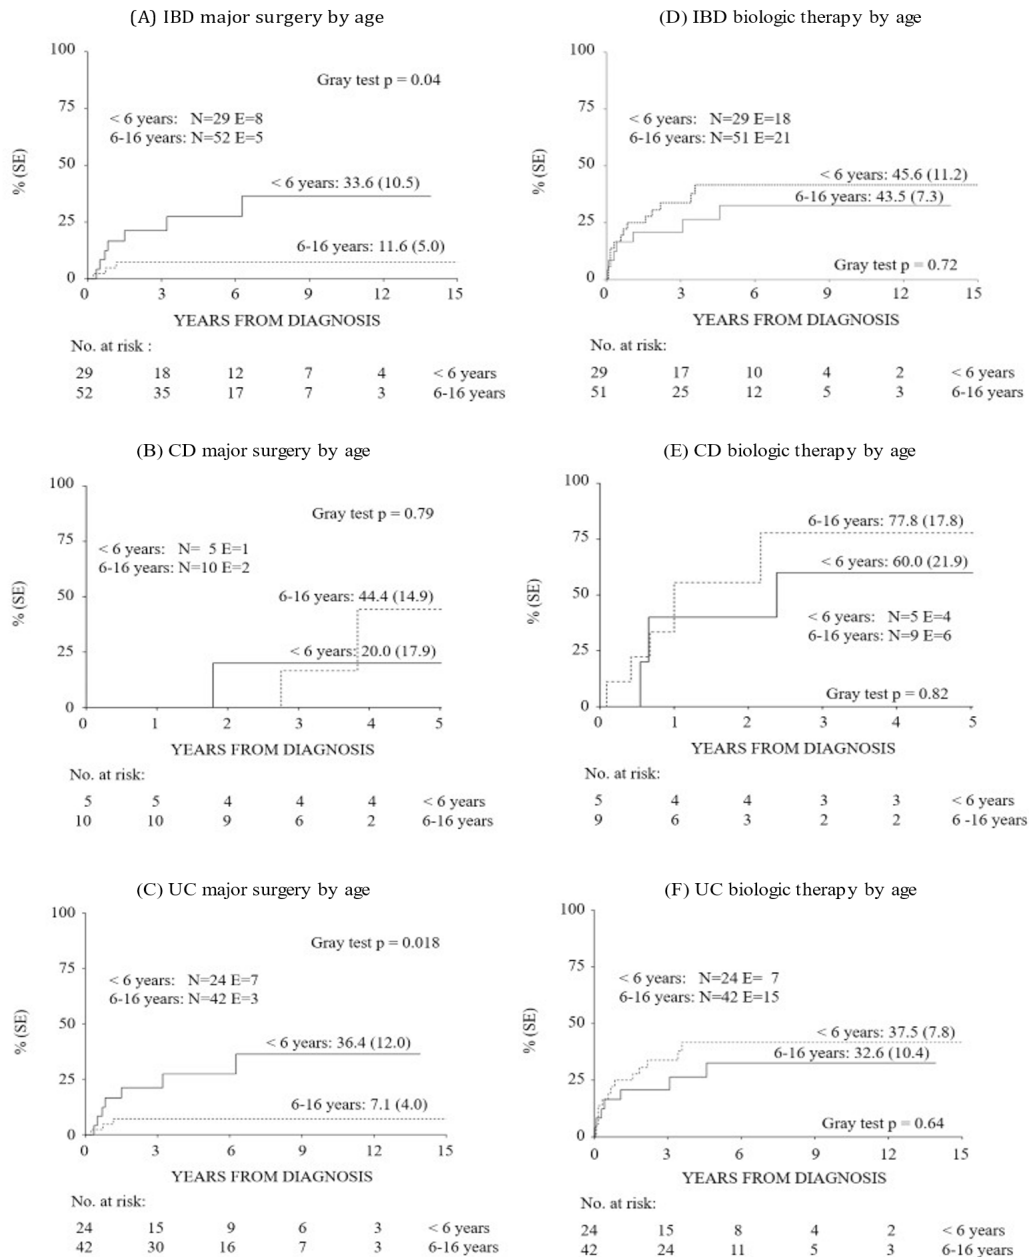 (A) IBD major surgery by age
100
75
50
25
0
% (SE)
Gray test p = 0.04
< 6 years: N=29 E=8
6-16 years: N=52 E=5
< 6 years: 33.6 (10.5)
6-16 years: 11.6 (5.0)
0 3 6 9 12 15
YEARS FROM DIAGNOSIS
No. at risk :
29 18 12 7 4 < 6 years
52 35 17 7 3 6-16 years
(D) IBD biologic therapy by age
100
75
50
25
0
% (SE)
< 6 years: N=29 E=18
6-16 years: N=51 E=21
< 6 years: 45.6 (11.2)
6-16 years: 43.5 (7.3)
Gray test p = 0.72
0 3 6 9 12 15
YEARS FROM DIAGNOSIS
No. at risk:
29 17 10 4 2 < 6 years
51 25 12 5 3 6-16 years
(B) CD major surgery by age
100
75
50
25
0
% (SE)
Gray test p = 0.79
< 6 years: N= 5 E=1
6-16 years: N=10 E=2
6-16 years: 44.4 (14.9)
< 6 years: 20.0 (17.9)
0 1 2 3 4 5
YEARS FROM DIAGNOSIS
No. at risk:
5 5 4 4 4 < 6 years
10 10 9 6 2 6-16 years
(E) CD biologic therapy by age
100
75
50
25
0
% (SE)
6-16 years: 77.8 (17.8)
< 6 years: 60.0 (21.9)
< 6 years: N=5 E=4
6-16 years: N=9 E=6
Gray test p = 0.82
0 1 2 3 4 5
YEARS FROM DIAGNOSIS
No. at risk:
5 4 4 3 3 < 6 years
9 6 3 2 2 6 -16 years
(C) UC major surgery by age
100
75
50
25
0
% (SE)
Gray test p = 0.018
< 6 years: N=24 E=7
6-16 years: N=42 E=3
< 6 years: 36.4 (12.0)
6-16 years: 7.1 (4.0)
0 3 6 9 12 15
YEARS FROM DIAGNOSIS
No. at risk:
24 15 9 6 3 < 6 years
42 30 16 7 3 6-16 years
(F) UC biologic therapy by age
100
75
50
25
0
% (SE)
< 6 years: N=24 E= 7
6-16 years: N=42 E=15
< 6 years: 37.5 (7.8)
6-16 years: 32.6 (10.4)
Gray test p = 0.64
0 3 6 9 12 15
YEARS FROM DIAGNOSIS
No. at risk:
24 15 8 4 2 < 6 years
42 24 11 5 3 6-16 years